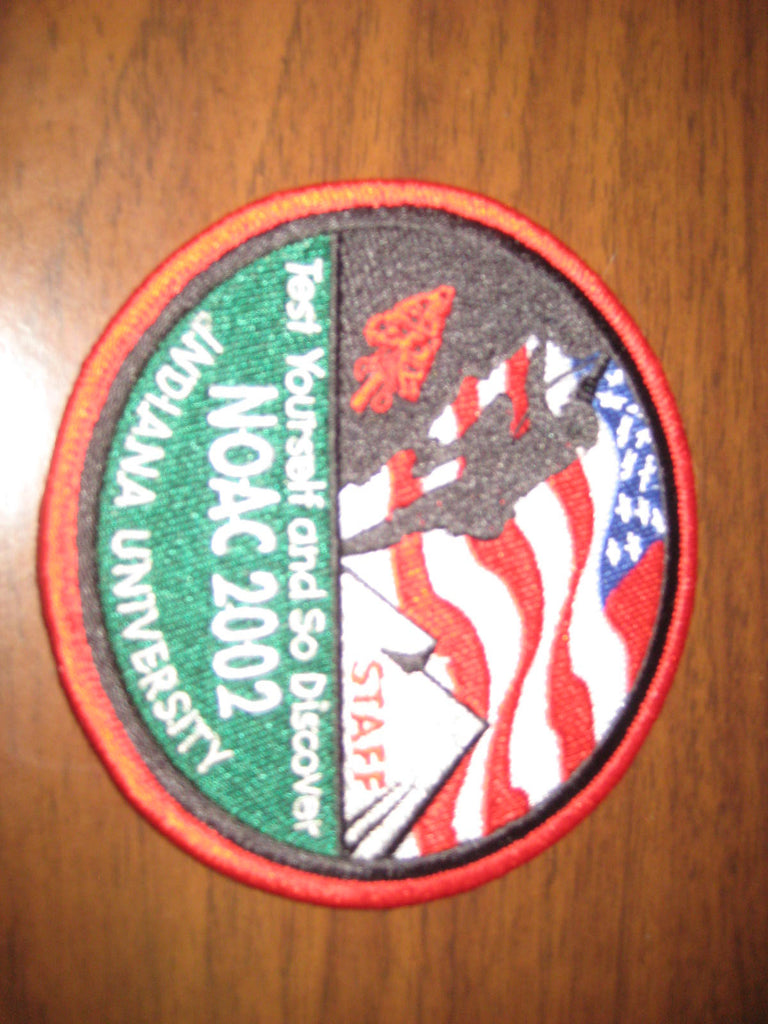 STAFF
Test Yourself and So Discover
NOAC 2002
INDIANA UNIVERSITY